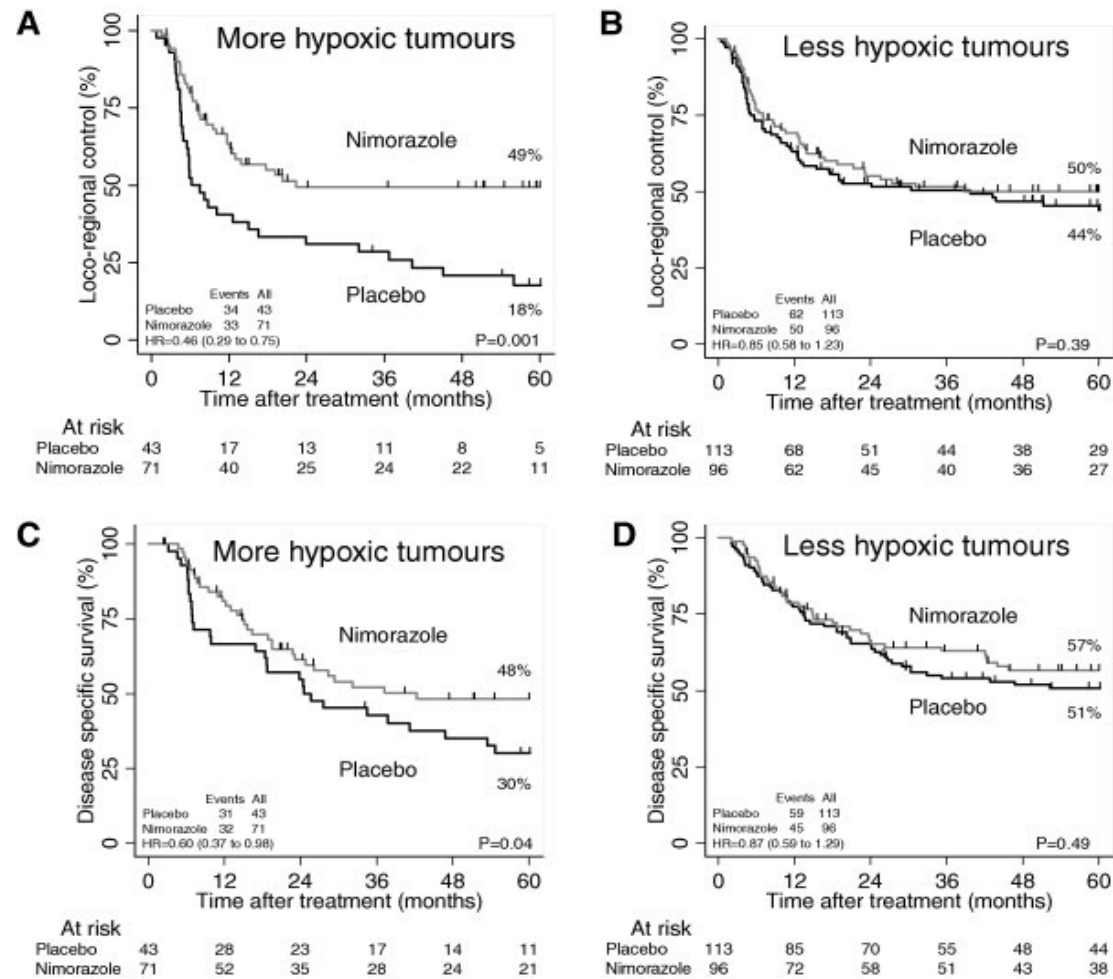 A
More hypoxic tumours
Loco-regional control (%)
100
75
50
25
0
Nimorazole
49%
Placebo
18%
Events All
Placebo 34 43
Nimorazole 33 71
HR=0.46 (0.29 to 0.75)
P=0.001
0 12 24 36 48 60
Time after treatment (months)
At risk
Placebo 43 17 13 11 8 5
Nimorazole 71 40 25 24 22 11
B
Less hypoxic tumours
Loco-regional control (%)
100
75
50
25
0
Nimorazole
50%
Placebo
44%
Events All
Placebo 62 113
Nimorazole 50 96
HR=0.85 (0.58 to 1.23)
P=0.39
0 12 24 36 48 60
Time after treatment (months)
At risk
Placebo 113 68 51 44 38 29
Nimorazole 96 62 45 40 36 27
C
More hypoxic tumours
Disease specific survival (%)
100
75
50
25
0
Nimorazole
48%
Placebo
30%
Events All
Placebo 31 43
Nimorazole 32 71
HR=0.60 (0.37 to 0.98)
P=0.04
0 12 24 36 48 60
Time after treatment (months)
At risk
Placebo 43 28 23 17 14 11
Nimorazole 71 52 35 28 24 21
D
Less hypoxic tumours
Disease specific survival (%)
100
75
50
25
0
Nimorazole
57%
Placebo
51%
Events All
Placebo 59 113
Nimorazole 45 96
HR=0.87 (0.59 to 1.29)
P=0.49
0 12 24 36 48 60
Time after treatment (months)
At risk
Placebo 113 85 70 55 48 44
Nimorazole 96 72 58 51 43 39